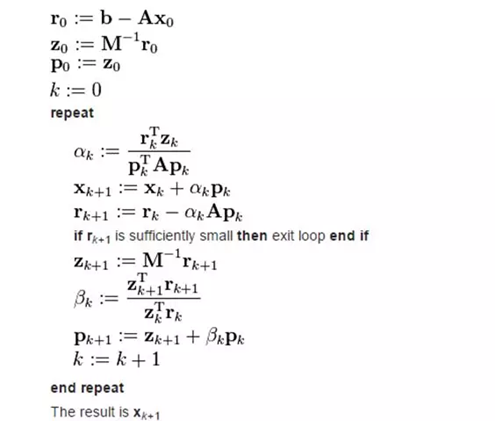 r₀ := b − Ax₀
z₀ := M⁻¹r₀
p₀ := z₀
k := 0
repeat
αₖ := rₖᵀzₖ / pₖᵀApₖ
xₖ₊₁ := xₖ + αₖpₖ
rₖ₊₁ := rₖ − αₖApₖ
if rₖ₊₁ is sufficiently small then exit loop end if
zₖ₊₁ := M⁻¹rₖ₊₁
βₖ := zₖ₊₁ᵀrₖ₊₁ / zₖᵀrₖ
pₖ₊₁ := zₖ₊₁ + βₖpₖ
k := k + 1
end repeat
The result is xₖ₊₁